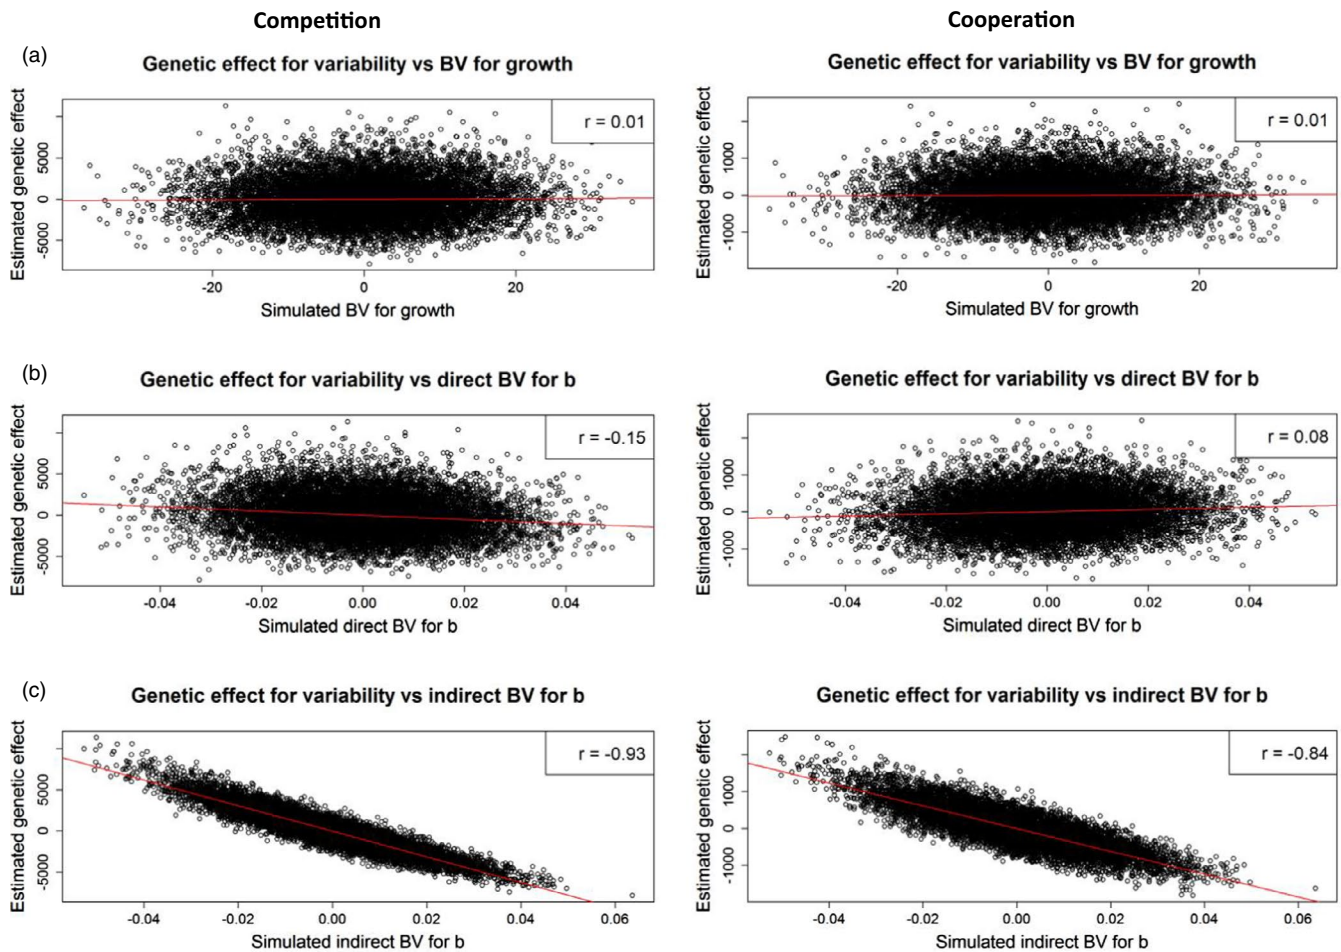 Competition
Cooperation
(a)
Genetic effect for variability vs BV for growth
r = 0.01
Estimated genetic effect
5000
0
-5000
-20
0
20
Simulated BV for growth
Genetic effect for variability vs BV for growth
r = 0.01
Estimated genetic effect
1000
0
-1000
-20
0
20
Simulated BV for growth
(b)
Genetic effect for variability vs direct BV for b
r = -0.15
Estimated genetic effect
5000
0
-5000
-0.04
-0.02
0.00
0.02
0.04
Simulated direct BV for b
Genetic effect for variability vs direct BV for b
r = 0.08
Estimated genetic effect
1000
0
-1000
-0.04
-0.02
0.00
0.02
0.04
Simulated direct BV for b
(c)
Genetic effect for variability vs indirect BV for b
r = -0.93
Estimated genetic effect
5000
0
-5000
-0.04
-0.02
0.00
0.02
0.04
0.06
Simulated indirect BV for b
Genetic effect for variability vs indirect BV for b
r = -0.84
Estimated genetic effect
1000
0
-1000
-0.04
-0.02
0.00
0.02
0.04
0.06
Simulated indirect BV for b